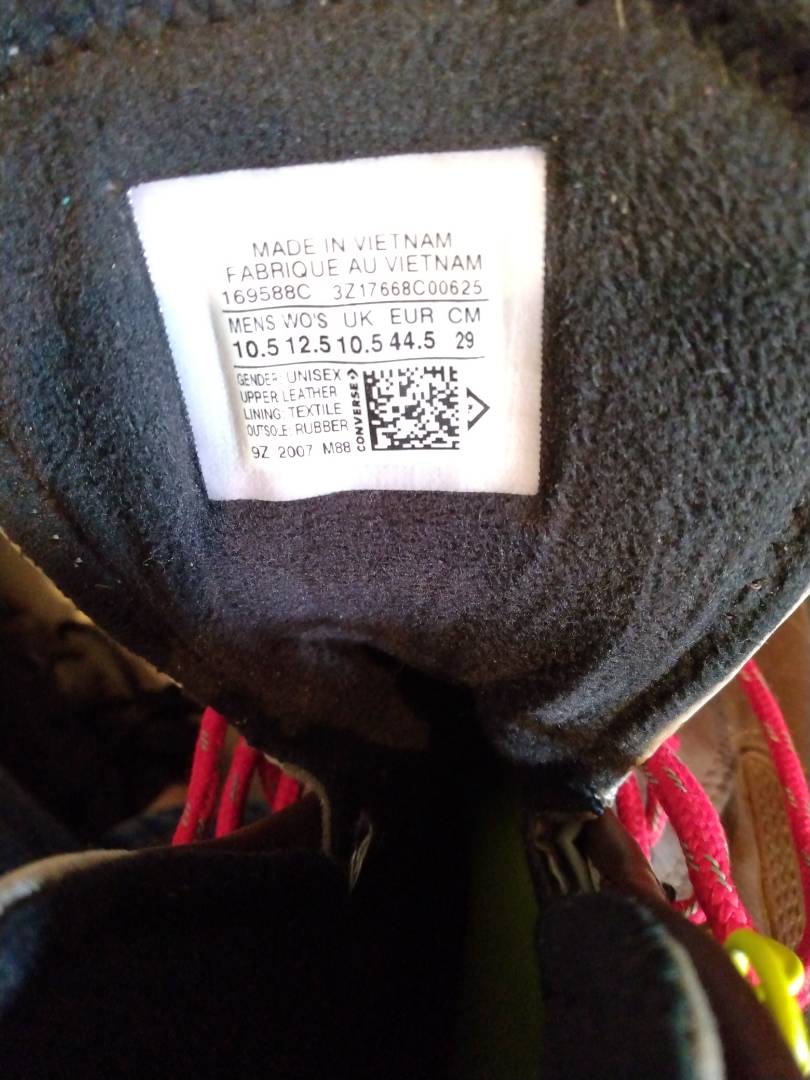 MADE IN VIETNAM
FABRIQUE AU VIETNAM
169588C 3Z17668C00625
MENS WO'S UK EUR CM
10.5 12.5 10.5 44.5 29
GENDER: UNISEX
UPPER LEATHER
LINING: TEXTILE
OUTSOLE: RUBBER
9Z 2007 M88
CONVERSE